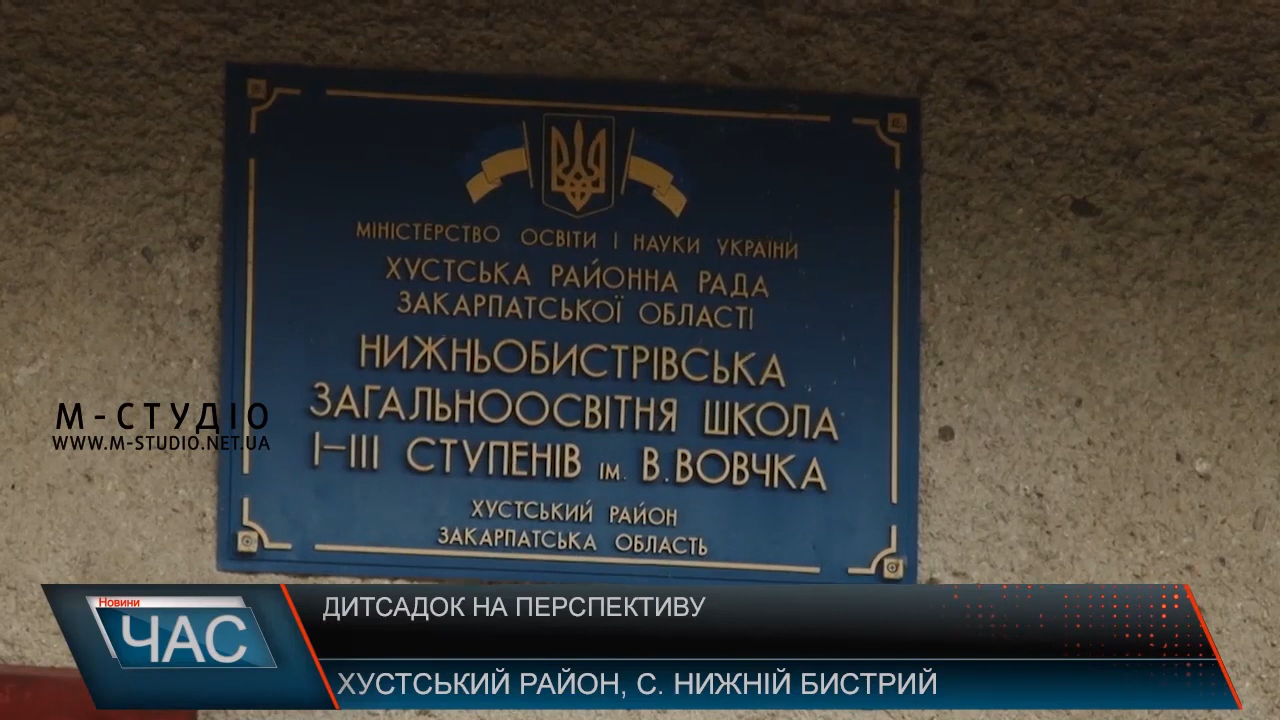 МІНІСТЕРСТВО ОСВІТИ І НАУКИ УКРАЇНИ
ХУСТСЬКА РАЙОННА РАДА
ЗАКАРПАТСЬКОЇ ОБЛАСТІ
НИЖНЬОБИСТРІВСЬКА
ЗАГАЛЬНООСВІТНЯ ШКОЛА
І-ІІІ СТУПЕНІВ ІМ. В.ВОВЧКА
ХУСТСЬКИЙ РАЙОН
ЗАКАРПАТСЬКА ОБЛАСТЬ
М-СТУДІО
WWW.M-STUDIO.NET.UA
Новини
ЧАС
ДИТСАДОК НА ПЕРСПЕКТИВУ
ХУСТСЬКИЙ РАЙОН, С. НИЖНІЙ БИСТРИЙ